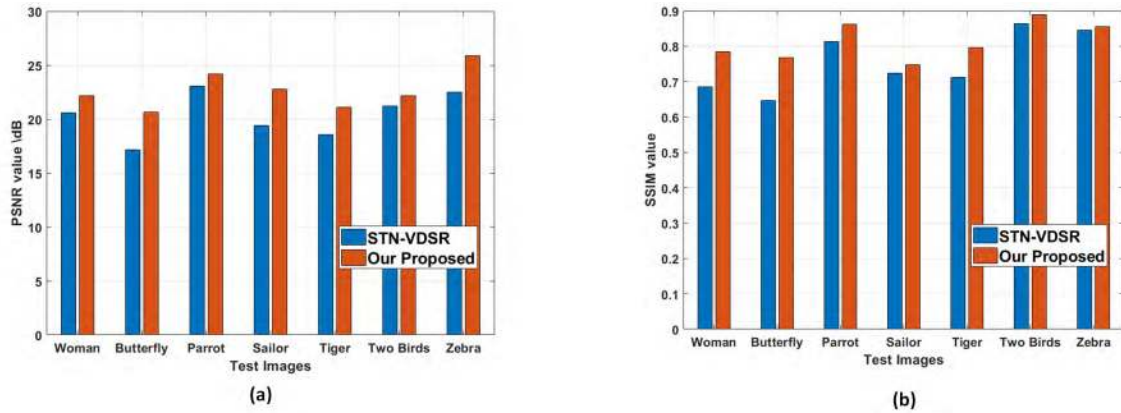 30
25
20
15
10
5
0
PSNR value \dB
STN-VDSR
Our Proposed
Woman Butterfly Parrot Sailor Tiger Two Birds Zebra
Test Images
(a)
0.9
0.8
0.7
0.6
0.5
0.4
0.3
0.2
0.1
0
SSIM value
STN-VDSR
Our Proposed
Woman Butterfly Parrot Sailor Tiger Two Birds Zebra
Test Images
(b)